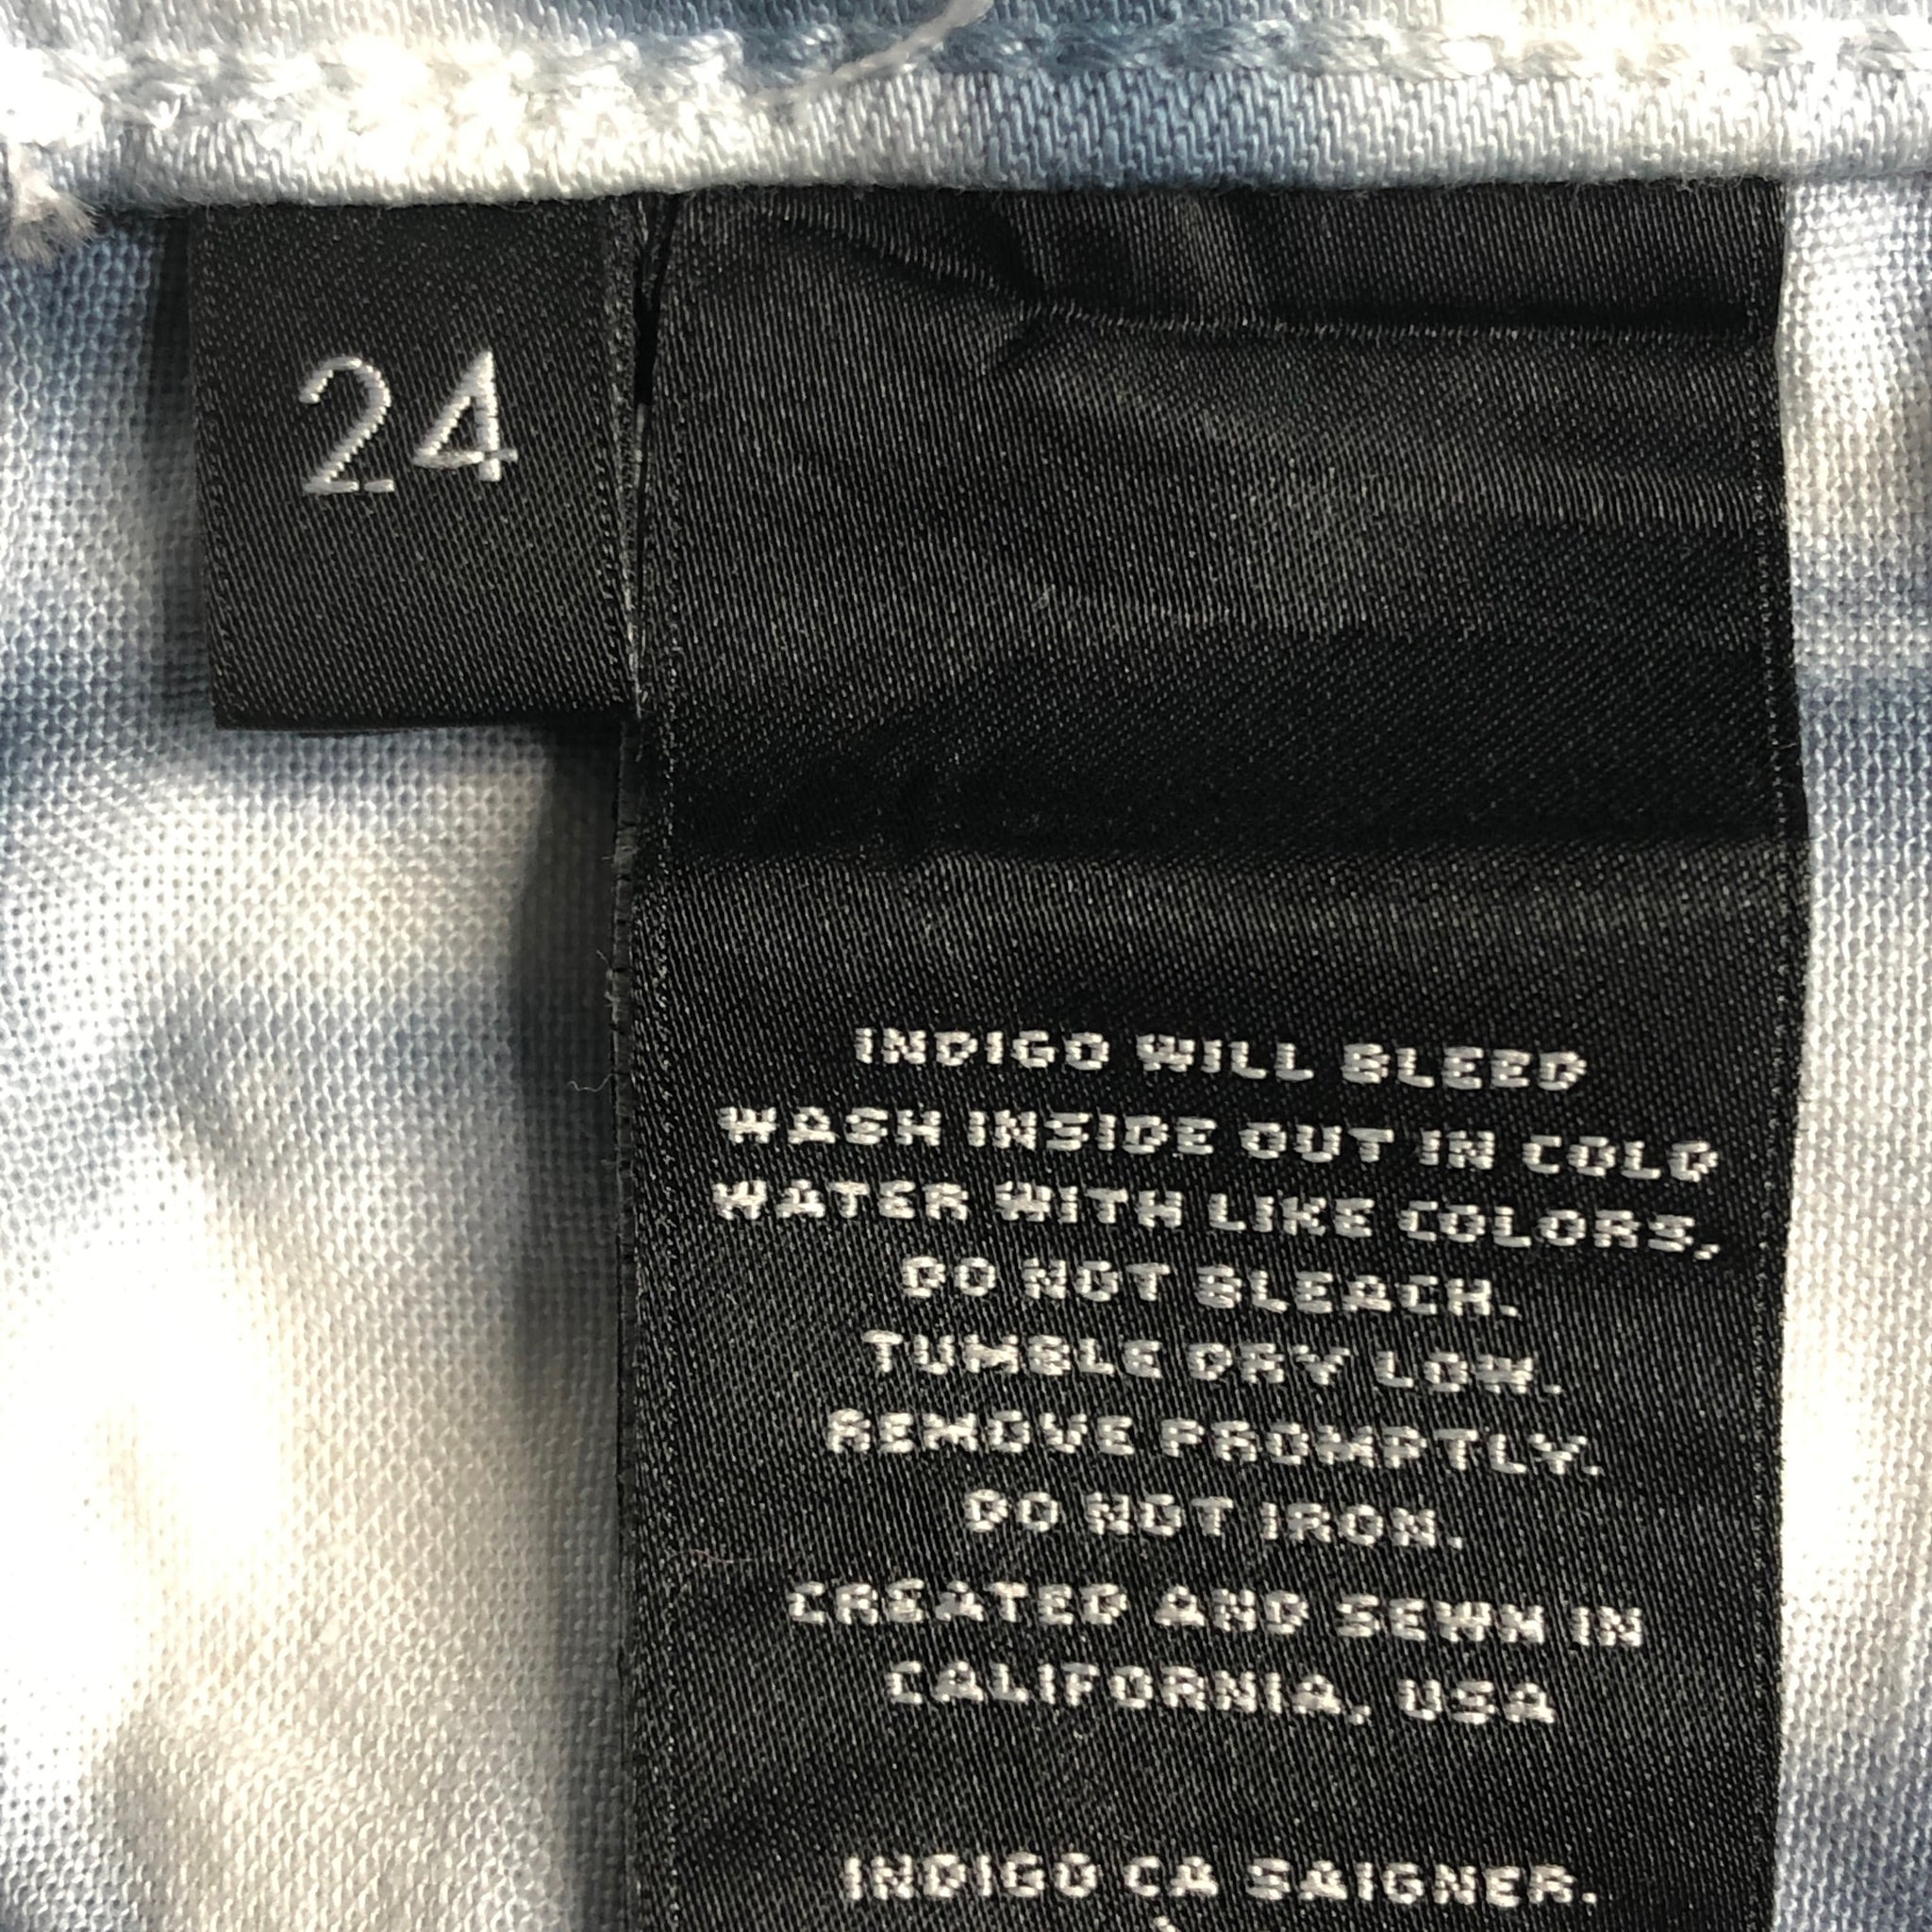 24
INDIGO WILL BLEED
WASH INSIDE OUT IN COLD
WATER WITH LIKE COLORS,
DO NOT BLEACH.
TUMBLE DRY LOW.
REMOVE PROMPTLY.
DO NOT IRON.
CREATED AND SEWN IN
CALIFORNIA, USA
INDIGO CA SAIGNER.